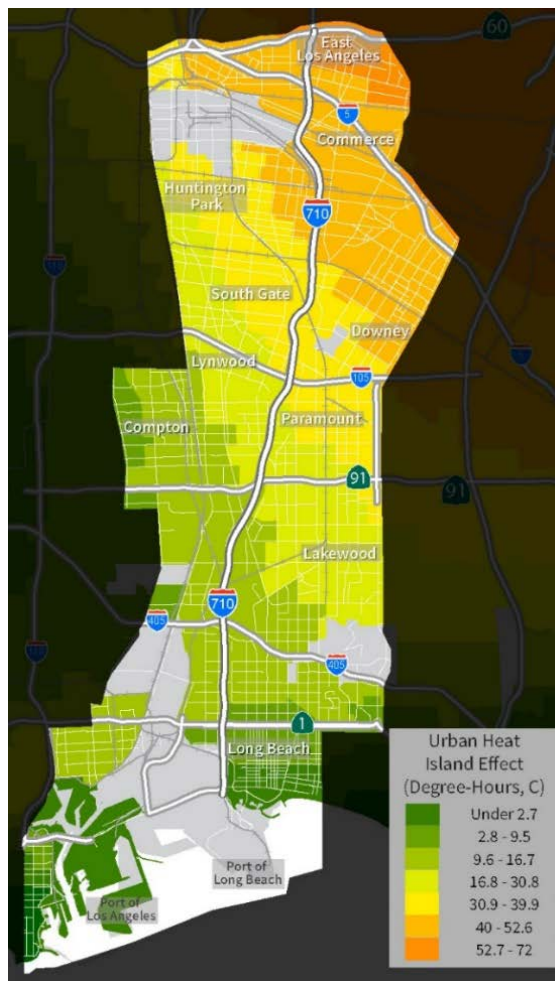 60
East
Los Angeles
5
Commerce
Huntington
Park
710
South Gate
Downey
Lynwood
105
Compton
Paramount
91
91
Lakewood
710
405
405
1
Long Beach
Port of
Long Beach
Port of
Los Angeles
Urban Heat
Island Effect
(Degree-Hours, C)
Under 2.7
2.8 - 9.5
9.6 - 16.7
16.8 - 30.8
30.9 - 39.9
40 - 52.6
52.7 - 72